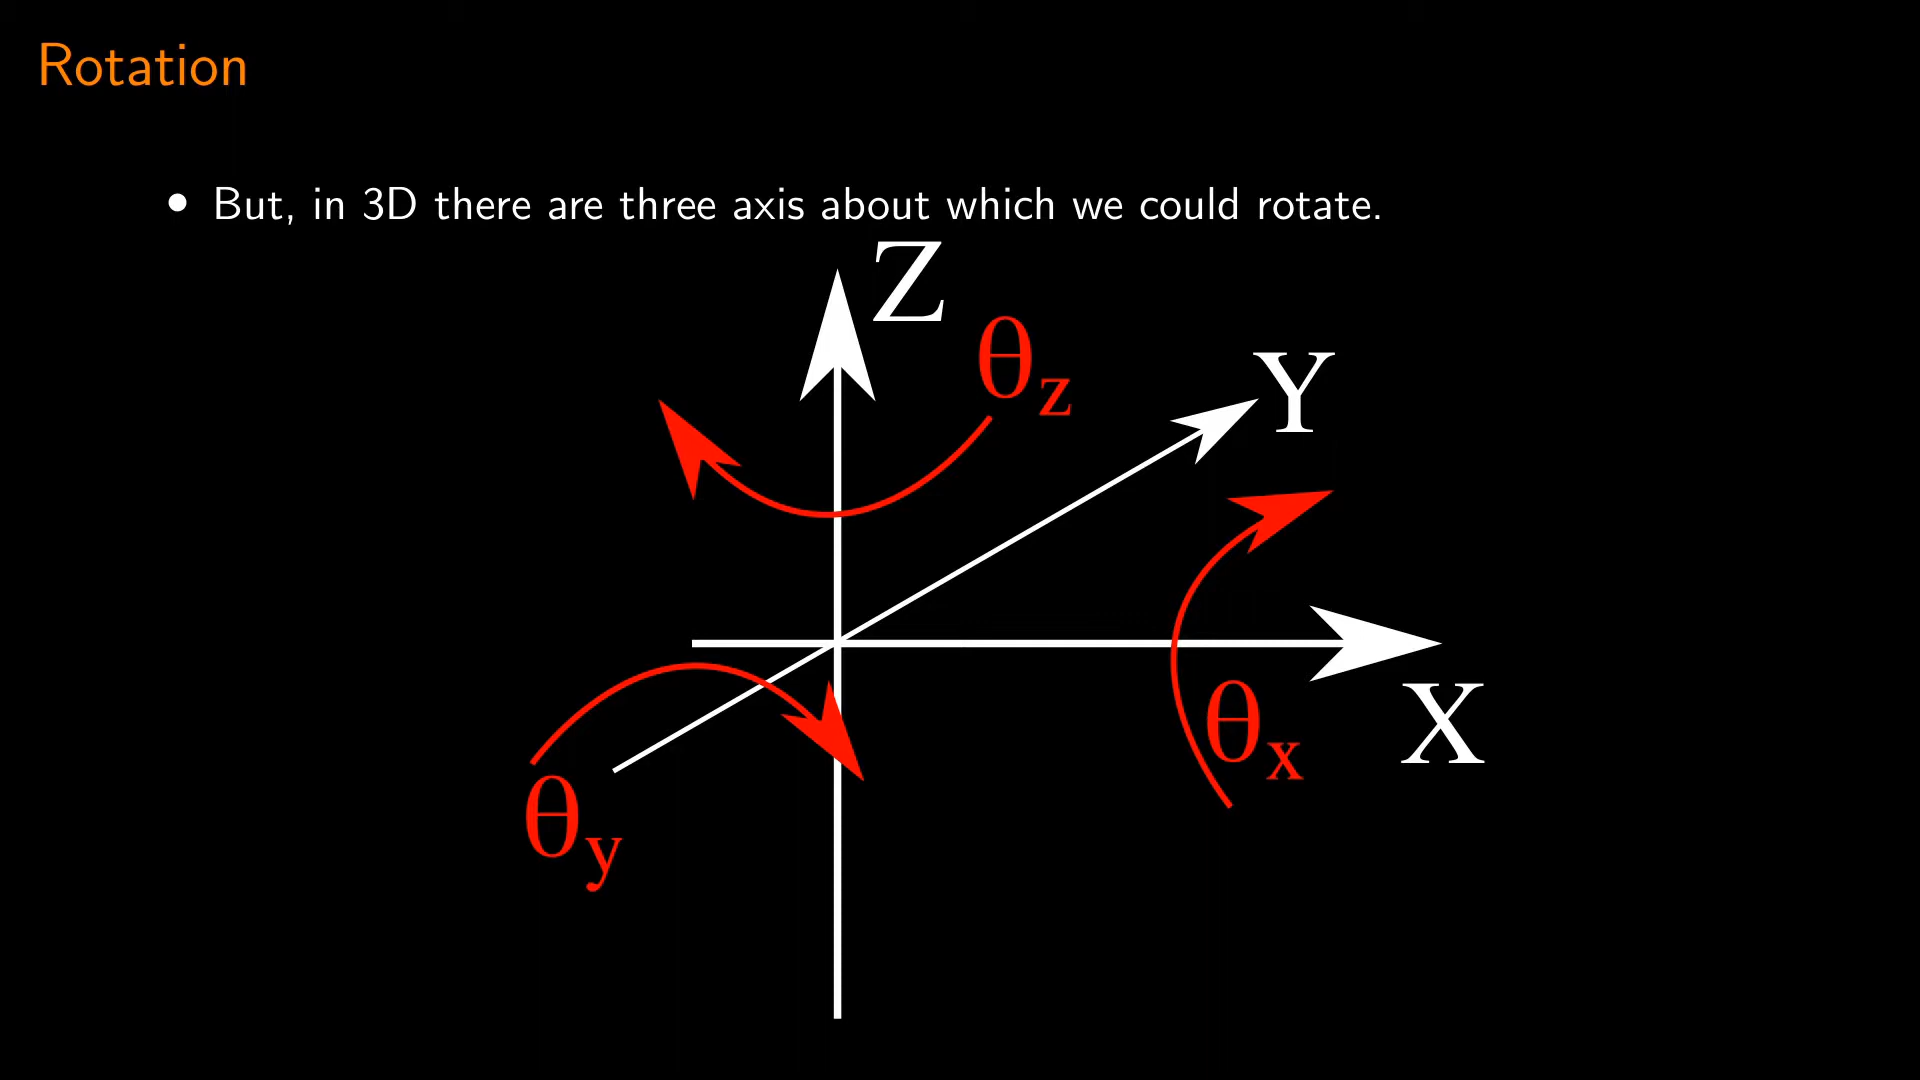 Rotation
• But, in 3D there are three axis about which we could rotate.
Z
θz
Y
X
θx
θy